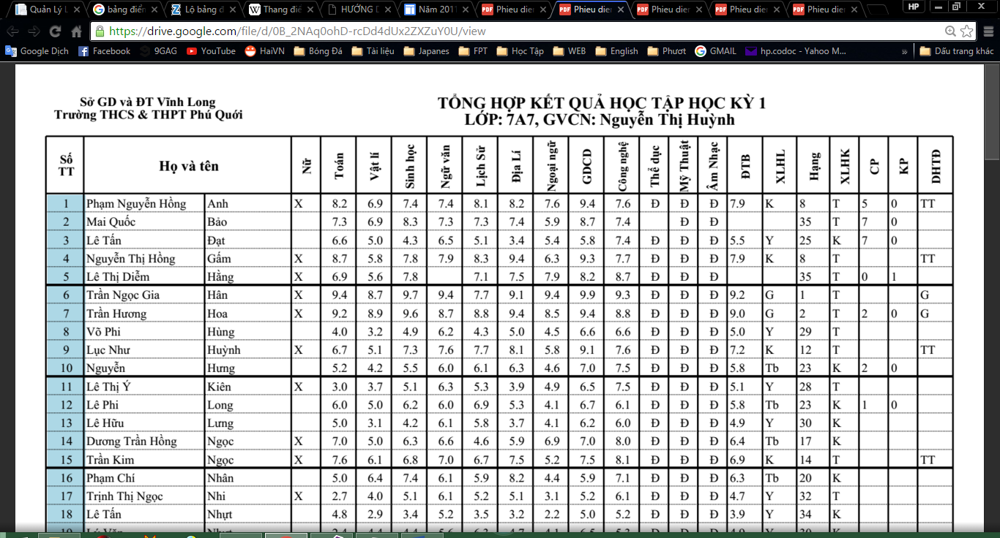 Quản Lý L
bảng điển
Lô bảng đ
Thang điể
HƯỚNG D
Năm 2011
Phieu dier
Phieu dier
Phieu dier
Phieu dier
Phieu dier
HP
https://drive.google.com/file/d/0B_2NAq0ohD-rcDd4dUx2ZXZuY0U/view
Google Dịch Facebook 9GAG YouTube HaiVN Bóng Đá Tài liệu Japanes FPT Học Tập WEB English Phượt GMAIL hp.codoc - Yahoo M... » Dấu trang khác
Sở GD và ĐT Vĩnh Long
Trường THCS & THPT Phú Quới
TỔNG HỢP KẾT QUẢ HỌC TẬP HỌC KỲ 1
LỚP: 7A7, GVCN: Nguyễn Thị Huỳnh
Số TT Họ và tên Nữ Toán Vật lí Sinh học Ngữ văn Lịch Sử Địa Lí Ngoại ngữ GDCD Công nghệ Thể dục Mỹ Thuật Âm Nhạc ĐTB XLHL Hạng XLHK CP KP DHTĐ
1 Phạm Nguyễn Hồng Anh X 8.2 6.9 7.4 7.4 8.1 8.2 7.6 9.4 7.6 Đ Đ Đ 7.9 K 8 T 5 0 TT
2 Mai Quốc Bảo 7.3 6.9 8.3 7.3 7.3 7.4 5.9 8.7 7.4 Đ Đ 35 T 7 0
3 Lê Tấn Đạt 6.6 5.0 4.3 6.5 5.1 3.4 5.4 5.8 7.4 Đ Đ Đ 5.5 Y 25 K 7 0
4 Nguyễn Thị Hồng Gấm X 8.7 5.8 7.8 7.9 8.3 9.4 6.3 9.3 7.7 Đ Đ Đ 7.9 K 8 T TT
5 Lê Thị Diễm Hằng X 6.9 5.6 7.8 7.1 7.5 7.9 8.2 8.7 Đ Đ Đ 35 T 0 1
6 Trần Ngọc Gia Hân X 9.4 8.7 9.7 9.4 7.7 9.1 9.4 9.9 9.3 Đ Đ Đ 9.2 G 1 T G
7 Trần Hương Hoa X 9.2 8.9 9.6 8.7 8.8 9.4 8.5 9.4 8.8 Đ Đ Đ 9.0 G 2 T 2 0 G
8 Võ Phi Hùng 4.0 3.2 4.9 6.2 4.3 5.0 4.5 6.6 6.6 Đ Đ Đ 5.0 Y 29 T
9 Lục Như Huỳnh X 6.7 5.1 7.3 7.6 7.7 8.1 5.8 9.1 7.6 Đ Đ Đ 7.2 K 12 T TT
10 Nguyễn Hưng 5.2 4.2 5.5 6.0 6.1 6.3 4.6 7.0 7.5 Đ Đ Đ 5.8 Tb 23 K 2 0
11 Lê Thị Ý Kiên X 3.0 3.7 5.1 6.3 5.3 3.9 4.9 6.5 7.5 Đ Đ Đ 5.1 Y 28 T
12 Lê Phi Long 6.0 5.0 6.2 6.0 6.9 5.3 4.1 6.7 6.1 Đ Đ Đ 5.8 Tb 23 K 1 0
13 Lê Hữu Lưng 5.0 3.1 4.2 6.1 5.8 3.7 4.1 6.2 6.0 Đ Đ Đ 4.9 Y 30 K
14 Dương Trần Hồng Ngọc X 7.0 5.0 6.3 6.6 4.6 5.9 6.9 7.0 8.0 Đ Đ Đ 6.4 Tb 17 K
15 Trần Kim Ngọc X 7.6 6.1 6.8 7.0 6.7 7.5 5.2 7.5 8.1 Đ Đ Đ 6.9 K 14 T TT
16 Phạm Chí Nhân 5.0 6.4 7.4 6.1 5.9 8.2 4.4 5.9 7.1 Đ Đ Đ 6.3 Tb 20 K
17 Trịnh Thị Ngọc Nhi X 2.7 4.0 5.1 6.1 5.2 5.1 3.1 5.2 6.1 Đ Đ Đ 4.7 Y 32 T
18 Lê Tấn Nhựt 4.8 2.9 3.4 5.2 3.5 3.2 2.2 5.0 5.2 Đ Đ Đ 3.9 Y 34 K